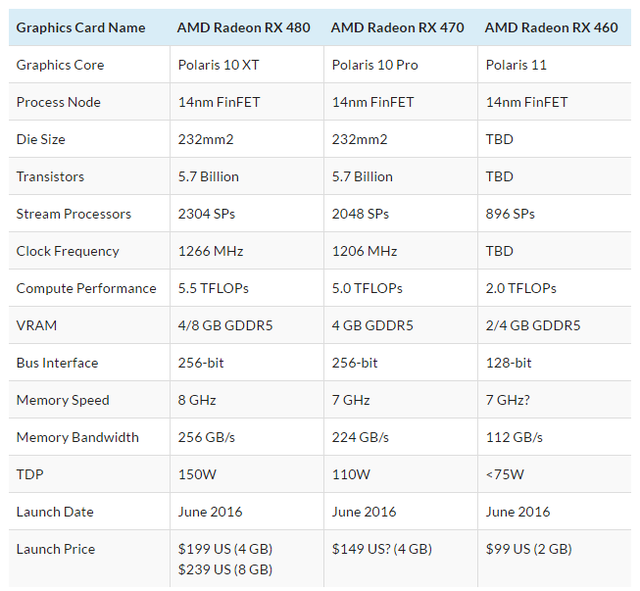 Graphics Card Name AMD Radeon RX 480 AMD Radeon RX 470 AMD Radeon RX 460
Graphics Core Polaris 10 XT Polaris 10 Pro Polaris 11
Process Node 14nm FinFET 14nm FinFET 14nm FinFET
Die Size 232mm2 232mm2 TBD
Transistors 5.7 Billion 5.7 Billion TBD
Stream Processors 2304 SPs 2048 SPs 896 SPs
Clock Frequency 1266 MHz 1206 MHz TBD
Compute Performance 5.5 TFLOPs 5.0 TFLOPs 2.0 TFLOPs
VRAM 4/8 GB GDDR5 4 GB GDDR5 2/4 GB GDDR5
Bus Interface 256-bit 256-bit 128-bit
Memory Speed 8 GHz 7 GHz 7 GHz?
Memory Bandwidth 256 GB/s 224 GB/s 112 GB/s
TDP 150W 110W <75W
Launch Date June 2016 June 2016 June 2016
Launch Price $199 US (4 GB) $149 US? (4 GB) $99 US (2 GB)
$239 US (8 GB)